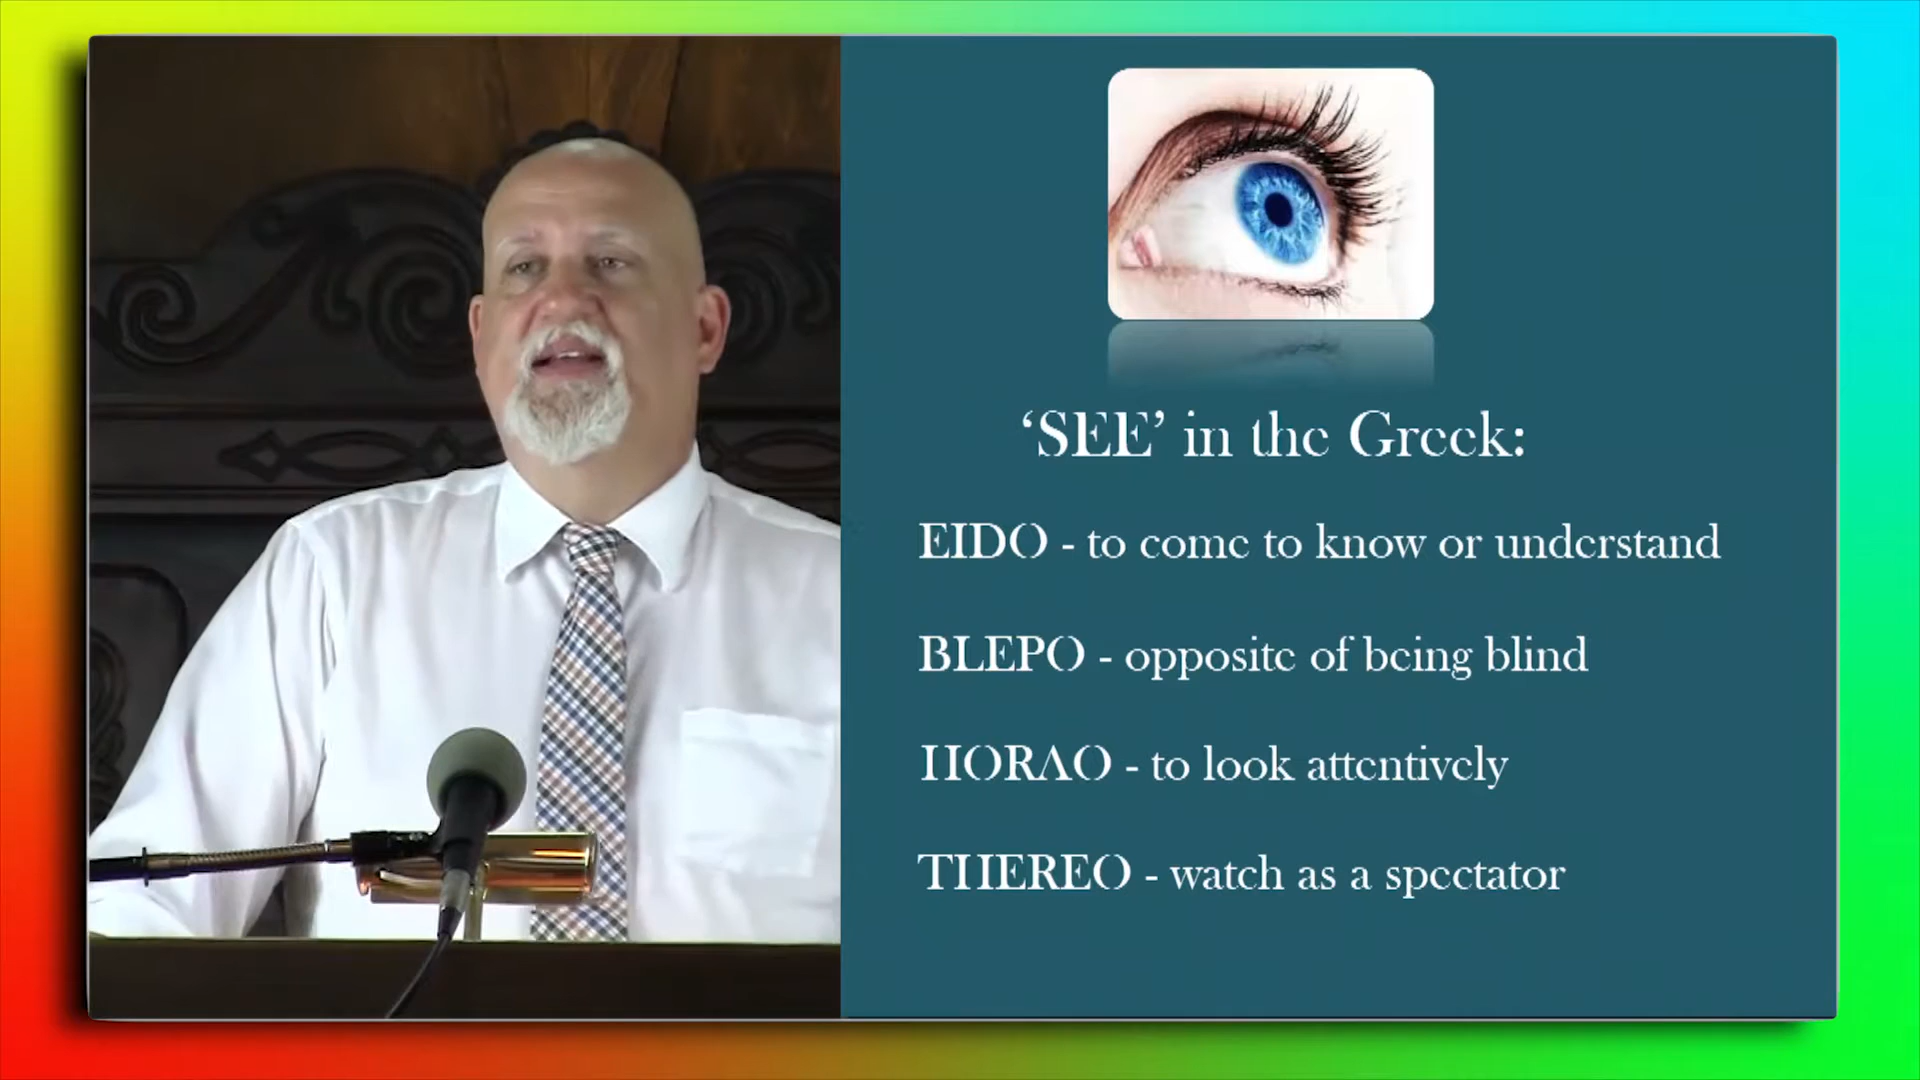 ‘SEE’ in the Greek:
EIDO - to come to know or understand
BLEPO - opposite of being blind
HORAO - to look attentively
THEREO - watch as a spectator